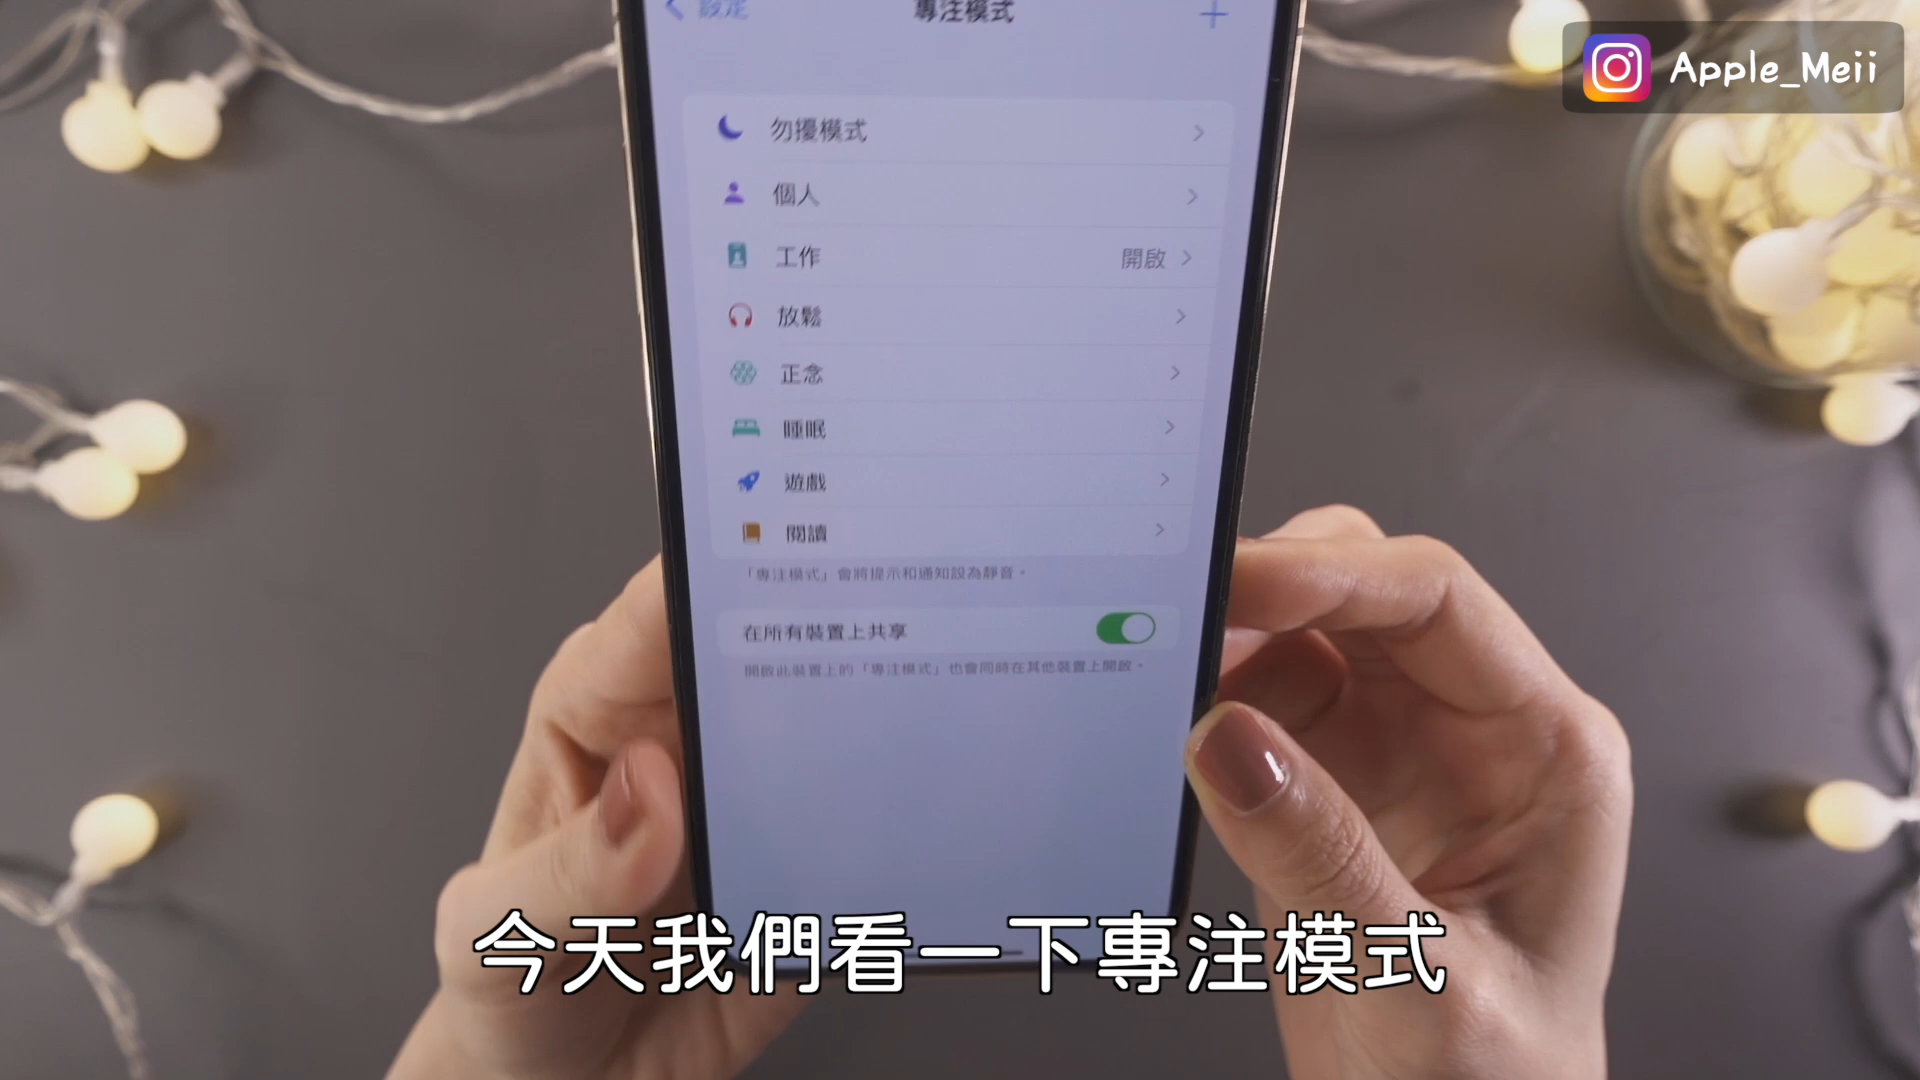 設定
專注模式
Apple_Meii
勿擾模式
個人
工作 開啟
放鬆
正念
睡眠
遊戲
閱讀
「專注模式」會將提示和通知設為靜音。
在所有裝置上共享
開啟此裝置上的「專注模式」也會同時在其他裝置上開啟。
今天我們看一下專注模式